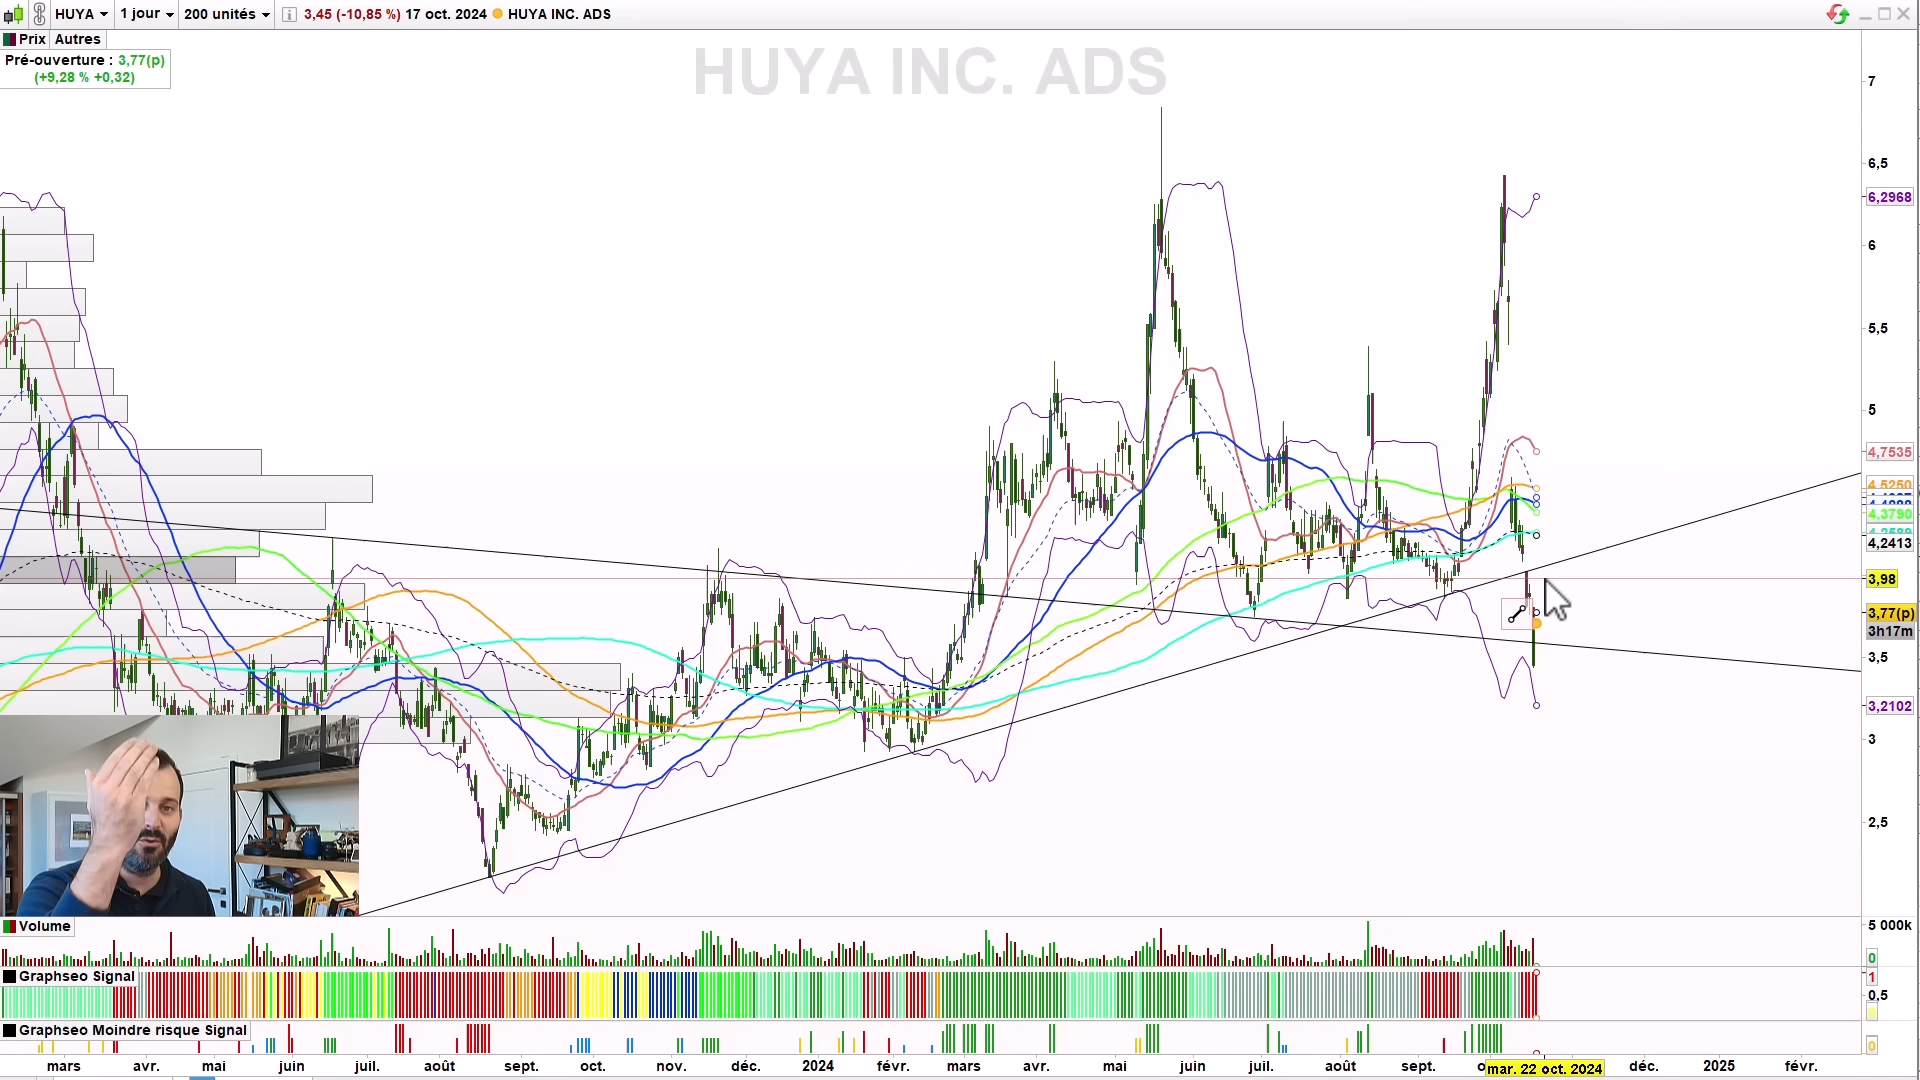 HUYA 1 jour 200 unités 3,45 (-10,85 %) 17 oct. 2024 HUYA INC. ADS
Prix Autres
Pré-ouverture : 3,77(p)
(+9,28 % +0,32)
HUYA INC. ADS
7
6,5
6,2968
6
5,5
5
4,7535
4,5250
4,3790
4,2413
3,98
3,77(p)
3h17m
3,5
3,2102
3
2,5
Volume
5 000k
0
Graphseo Signal
1
0,5
Graphseo Moindre risque Signal
0
mars avr. mai juin juil. août sept. oct. nov. déc. 2024 mars avr. mai juin juil. août sept. mar. 22 oct. 2024 déc. 2025 févr.
févr.